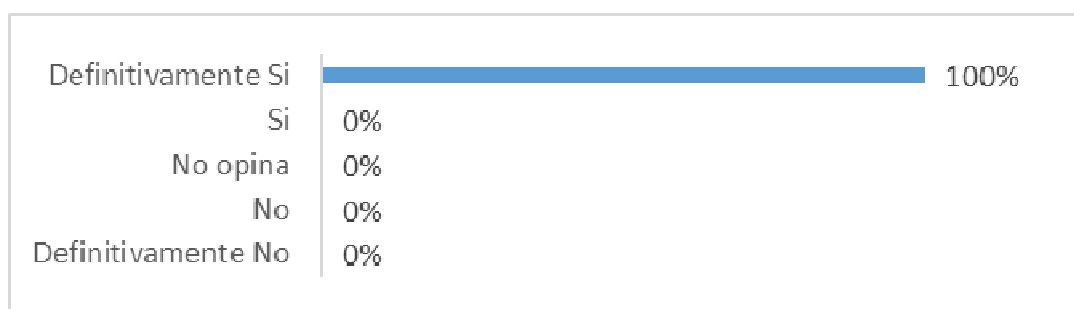 Definitivamente Si 100%
Si 0%
No opina 0%
No 0%
Definitivamente No 0%